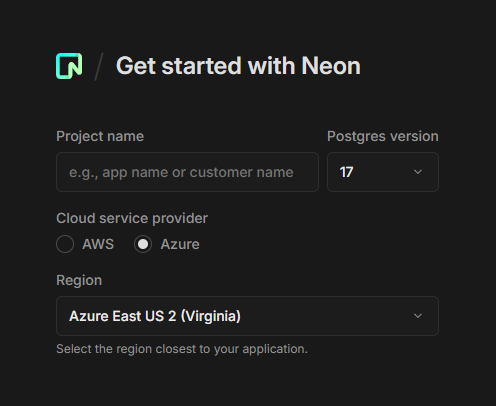 Get started with Neon
Project name
Postgres version
e.g., app name or customer name
17
Cloud service provider
AWS
Azure
Region
Azure East US 2 (Virginia)
Select the region closest to your application.